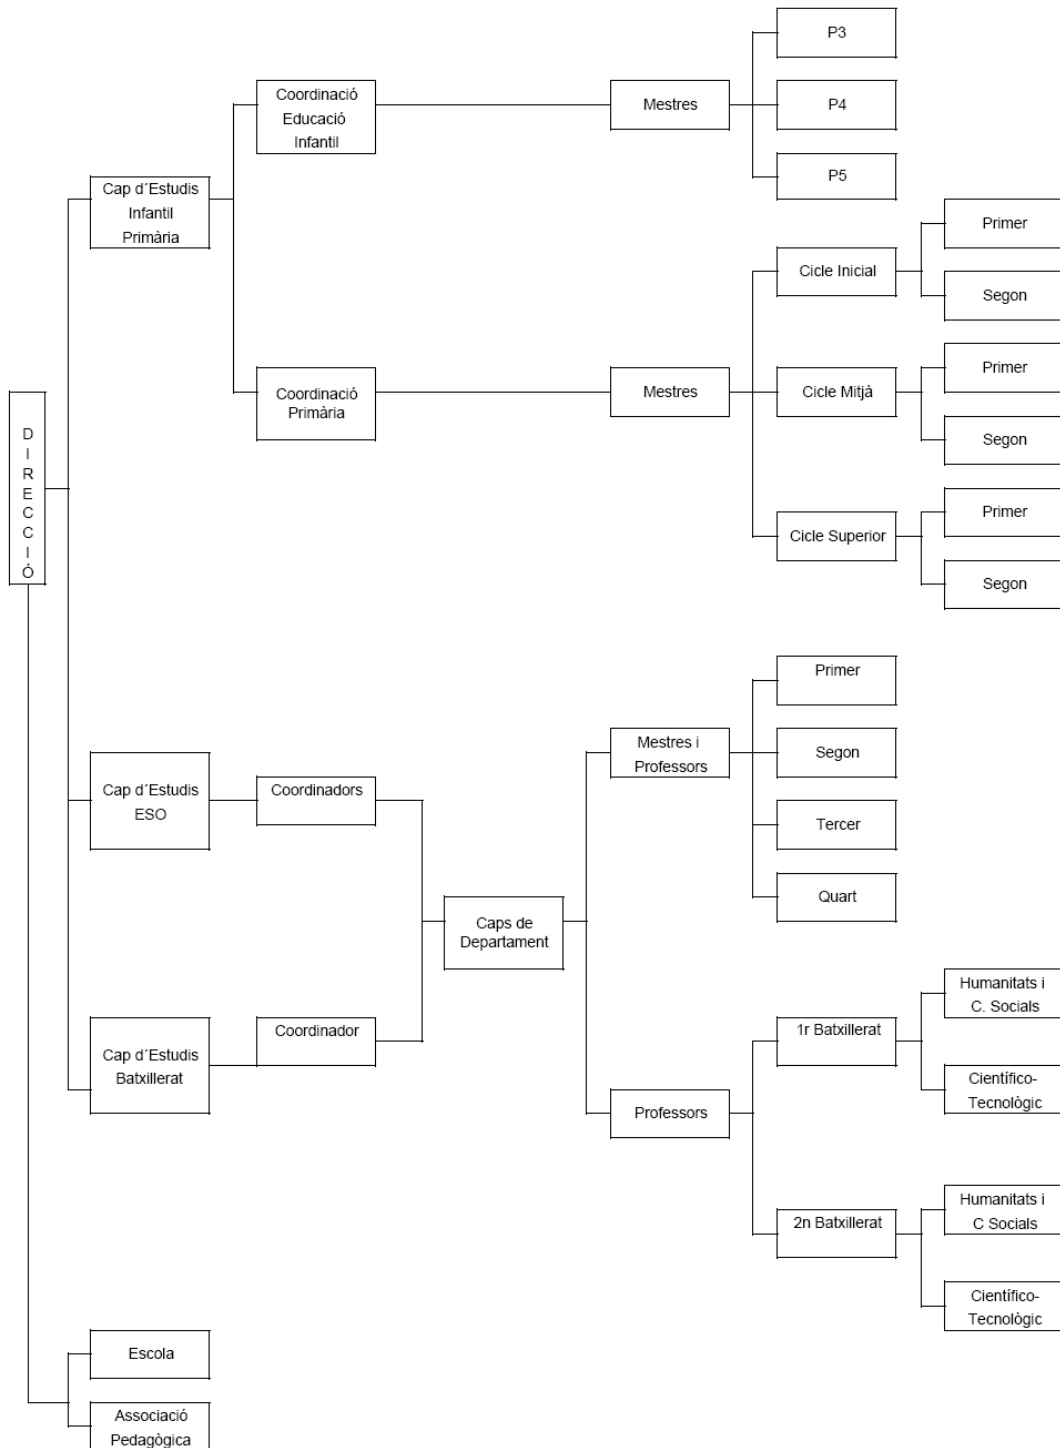 P3
Coordinació
Educació
Infantil
Mestres
P4
P5
Cap d´Estudis
Infantil
Primària
Primer
Cicle Inicial
Segon
Primer
Coordinació
Primària
Mestres
Cicle Mitjà
Segon
DIRECCIÓ
Primer
Cicle Superior
Segon
Primer
Mestres i
Professors
Segon
Cap d´Estudis
ESO
Coordinadors
Tercer
Quart
Caps de
Departament
Humanitats i
C. Socials
Cap d´Estudis
Batxillerat
Coordinador
1r Batxillerat
Científico-
Tecnològic
Professors
Humanitats i
C Socials
2n Batxillerat
Científico-
Tecnològic
Escola
Associació
Pedagògica